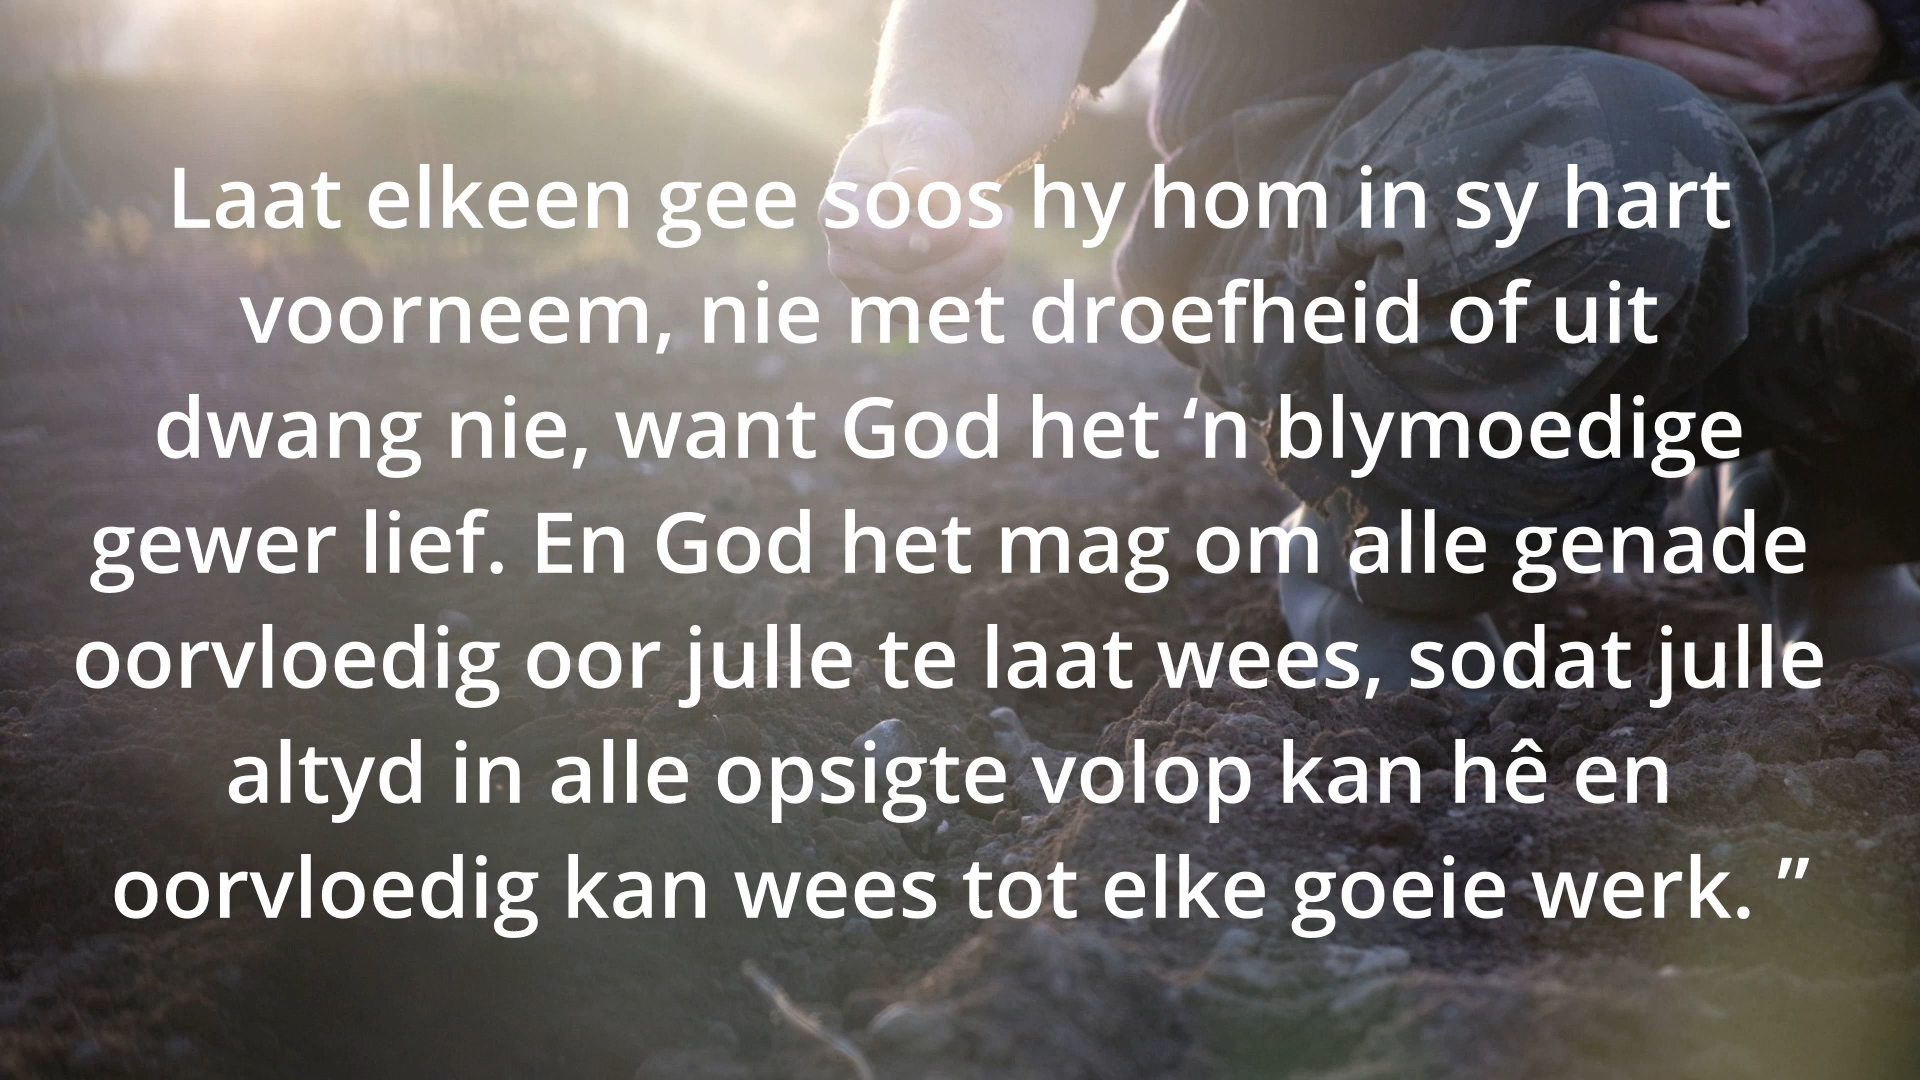 Laat elkeen gee soos hy hom in sy hart
voorneem, nie met droefheid of uit
dwang nie, want God het ‘n blymoedige
gewer lief. En God het mag om alle genade
oorvloedig oor julle te laat wees, sodat julle
altyd in alle opsigte volop kan hê en
oorvloedig kan wees tot elke goeie werk. ”